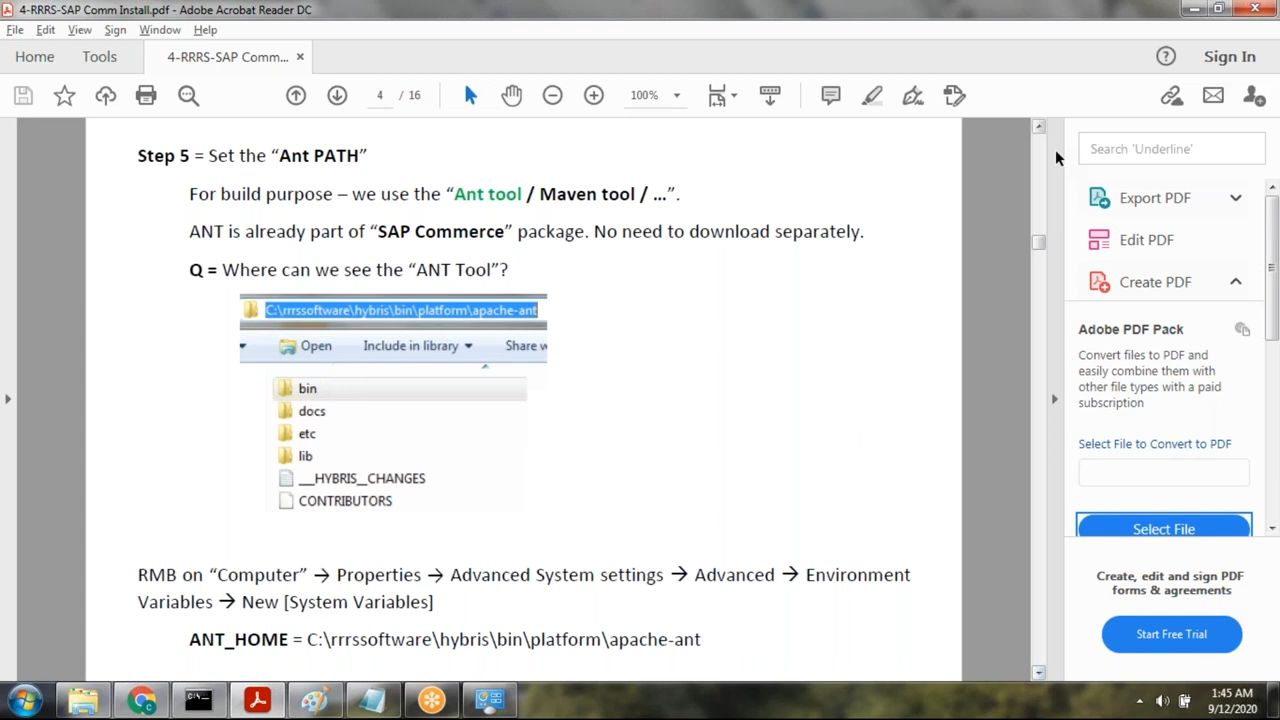 4-RRRS-SAP Comm Install.pdf - Adobe Acrobat Reader DC
File Edit View Sign Window Help
Home Tools 4-RRRS-SAP Comm... × Sign In
4 / 16 100%
Step 5 = Set the “Ant PATH”
For build purpose – we use the “Ant tool / Maven tool / ...”.
ANT is already part of “SAP Commerce” package. No need to download separately.
Q = Where can we see the “ANT Tool”?
C:\rrrssoftware\hybris\bin\platform\apache-ant
Open Include in library Share w
bin
docs
etc
lib
__HYBRIS__CHANGES
CONTRIBUTORS
RMB on “Computer” → Properties → Advanced System settings → Advanced → Environment
Variables → New [System Variables]
ANT_HOME = C:\rrrssoftware\hybris\bin\platform\apache-ant
Search 'Underline'
Export PDF
Edit PDF
Create PDF
Adobe PDF Pack
Convert files to PDF and
easily combine them with
other file types with a paid
subscription
Select File to Convert to PDF
Select File
Create, edit and sign PDF
forms & agreements
Start Free Trial
1:45 AM
9/12/2020